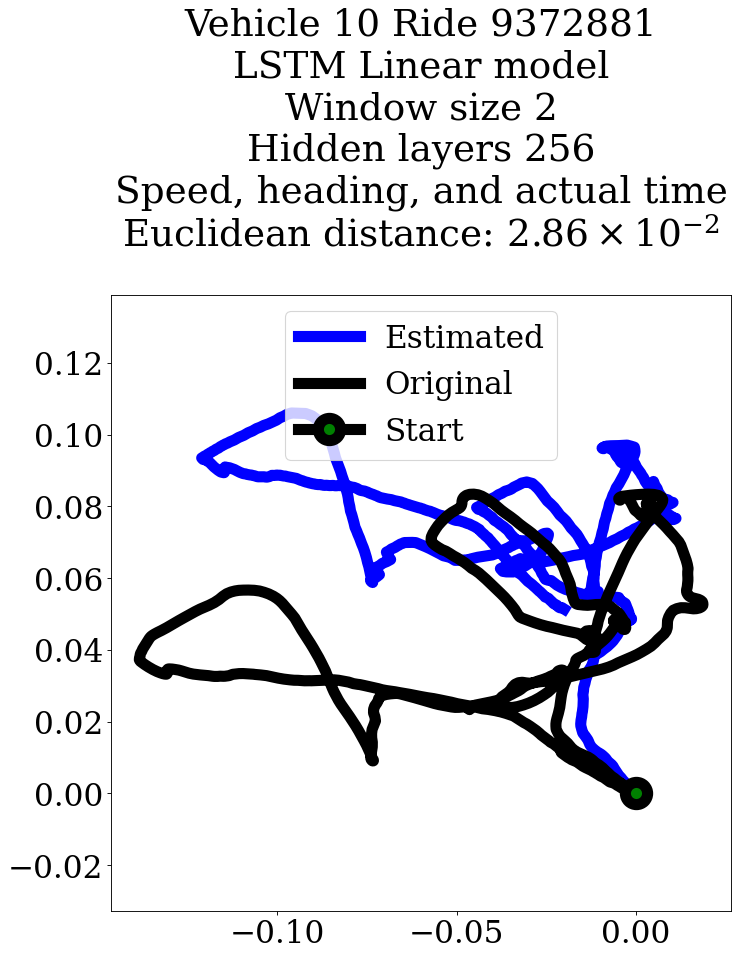 Vehicle 10 Ride 9372881
LSTM Linear model
Window size 2
Hidden layers 256
Speed, heading, and actual time
Euclidean distance: 2.86 × 10⁻²
Estimated
Original
Start
0.12
0.10
0.08
0.06
0.04
0.02
0.00
−0.02
−0.10
−0.05
0.00